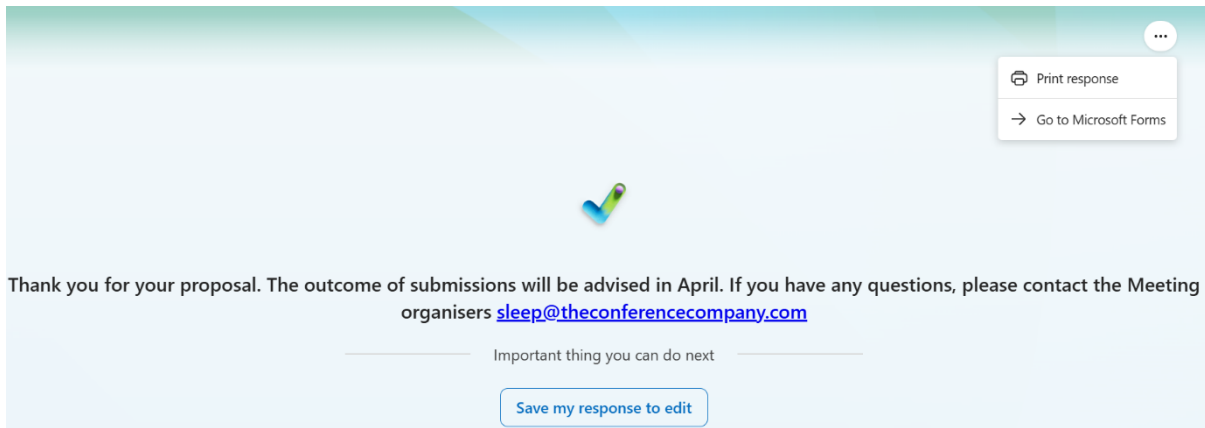 ...
Print response
Go to Microsoft Forms
Thank you for your proposal. The outcome of submissions will be advised in April. If you have any questions, please contact the Meeting
organisers sleep@theconferencecompany.com
Important thing you can do next
Save my response to edit